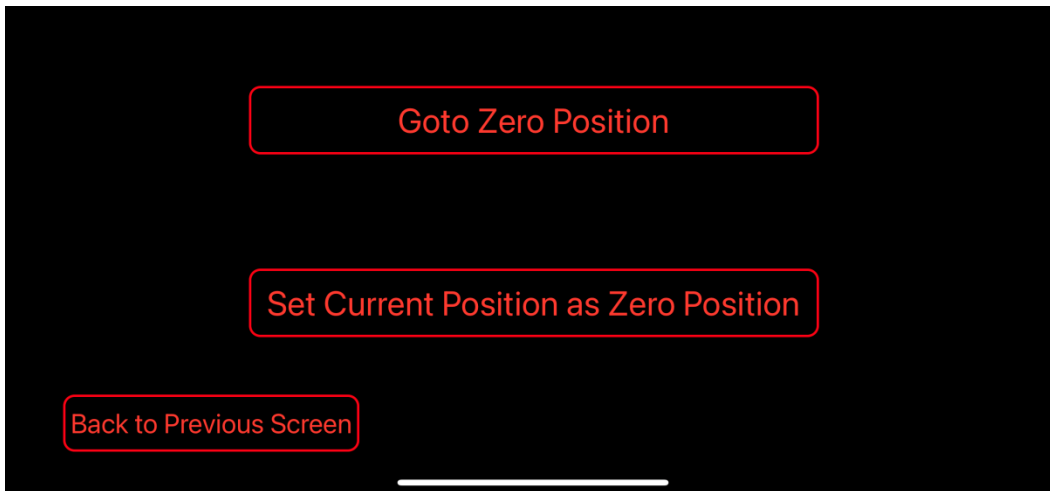 Goto Zero Position
Set Current Position as Zero Position
Back to Previous Screen